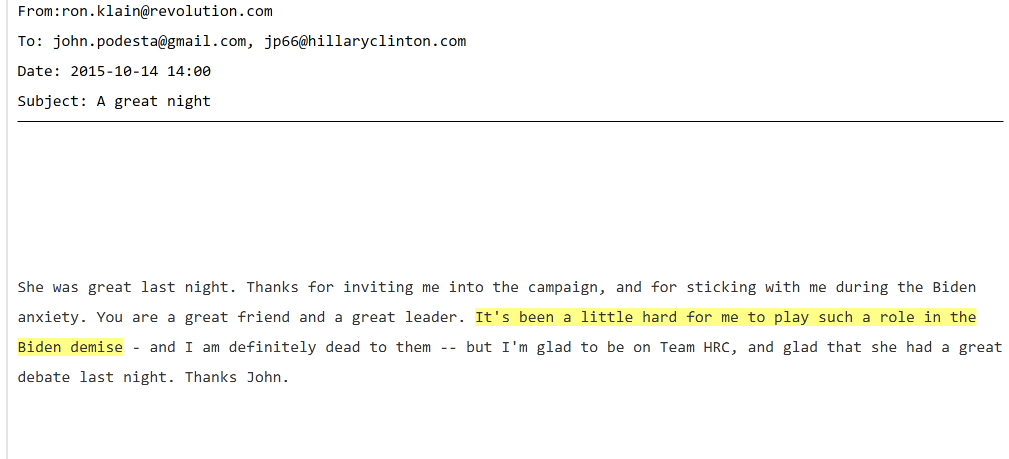 From:ron.klain@revolution.com
To: john.podesta@gmail.com, jp66@hillaryclinton.com
Date: 2015-10-14 14:00
Subject: A great night
She was great last night. Thanks for inviting me into the campaign, and for sticking with me during the Biden
anxiety. You are a great friend and a great leader. It's been a little hard for me to play such a role in the
Biden demise - and I am definitely dead to them -- but I'm glad to be on Team HRC, and glad that she had a great
debate last night. Thanks John.